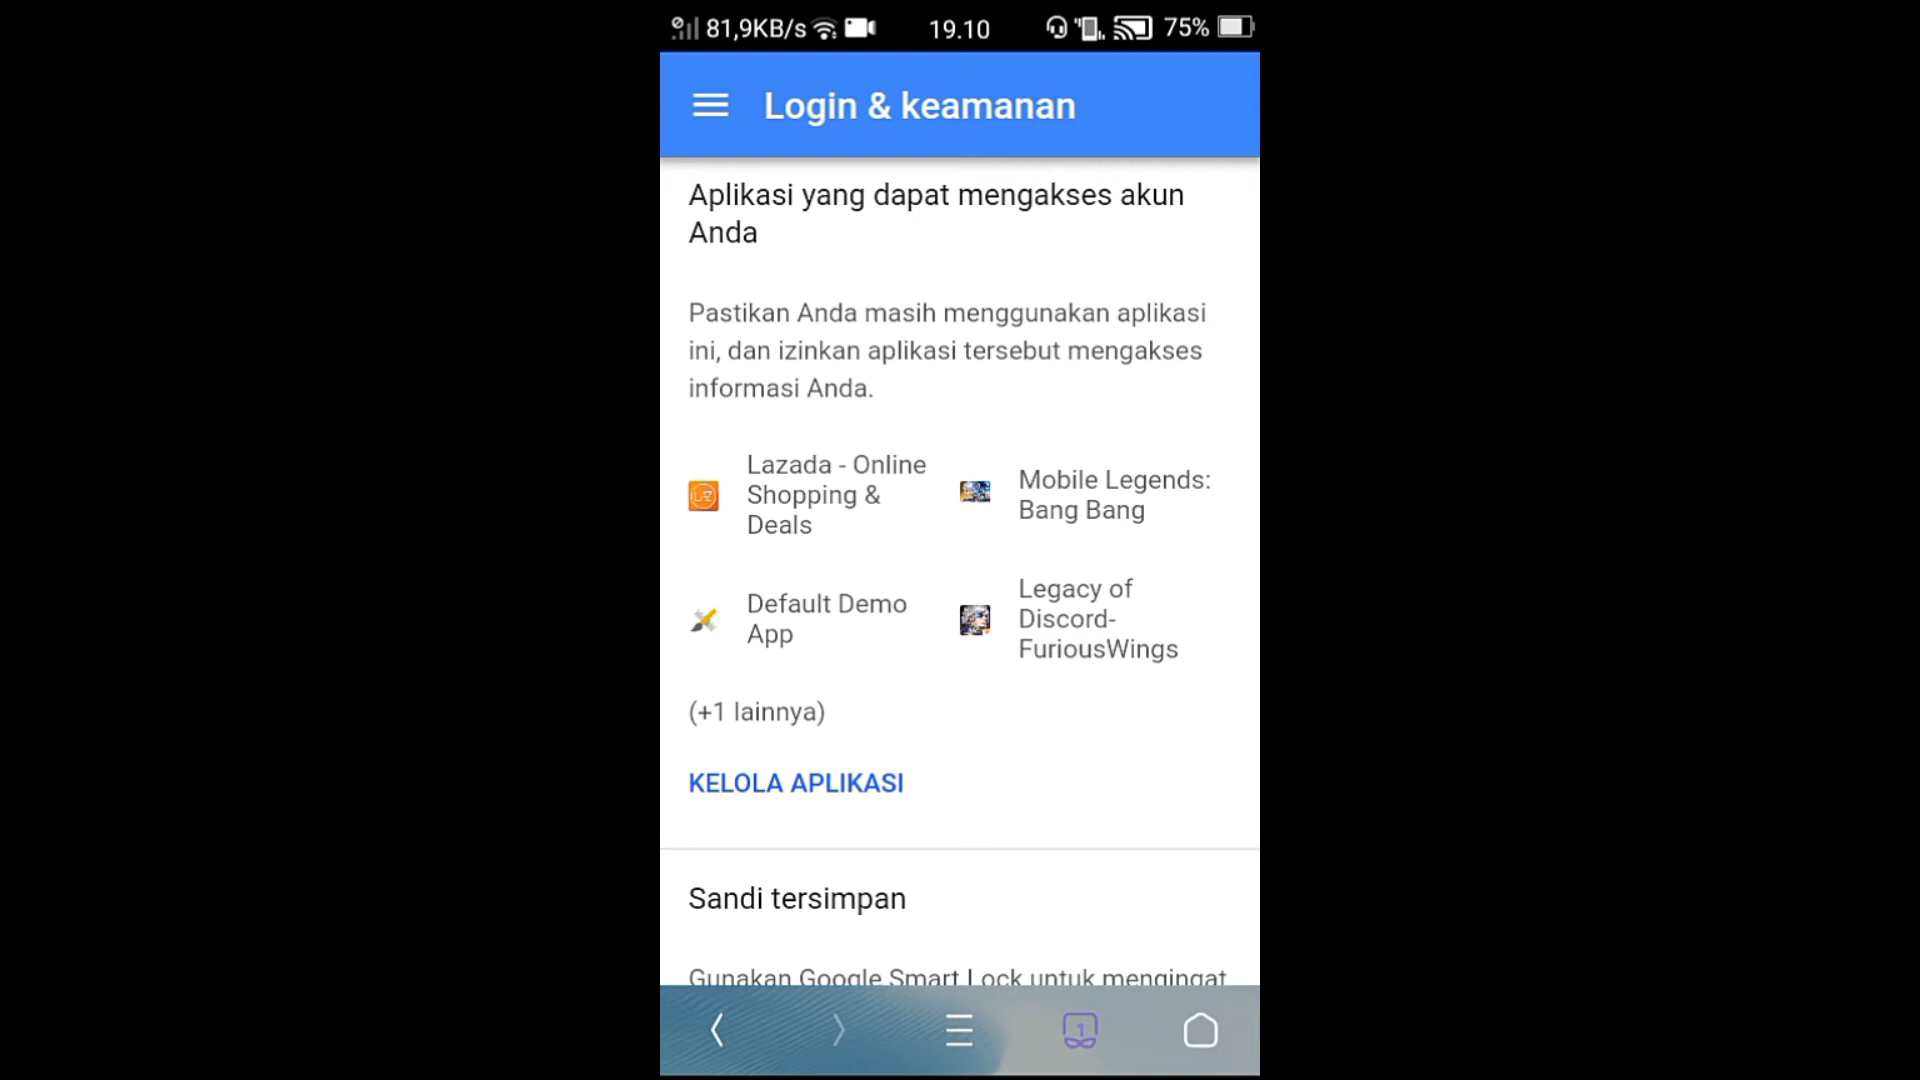 81,9KB/s 19.10 75%
Login & keamanan
Aplikasi yang dapat mengakses akun
Anda
Pastikan Anda masih menggunakan aplikasi
ini, dan izinkan aplikasi tersebut mengakses
informasi Anda.
Lazada - Online
Shopping &
Deals
Mobile Legends:
Bang Bang
Default Demo
App
Legacy of
Discord-
FuriousWings
(+1 lainnya)
KELOLA APLIKASI
Sandi tersimpan
Gunakan Google Smart Lock untuk mengingat
1